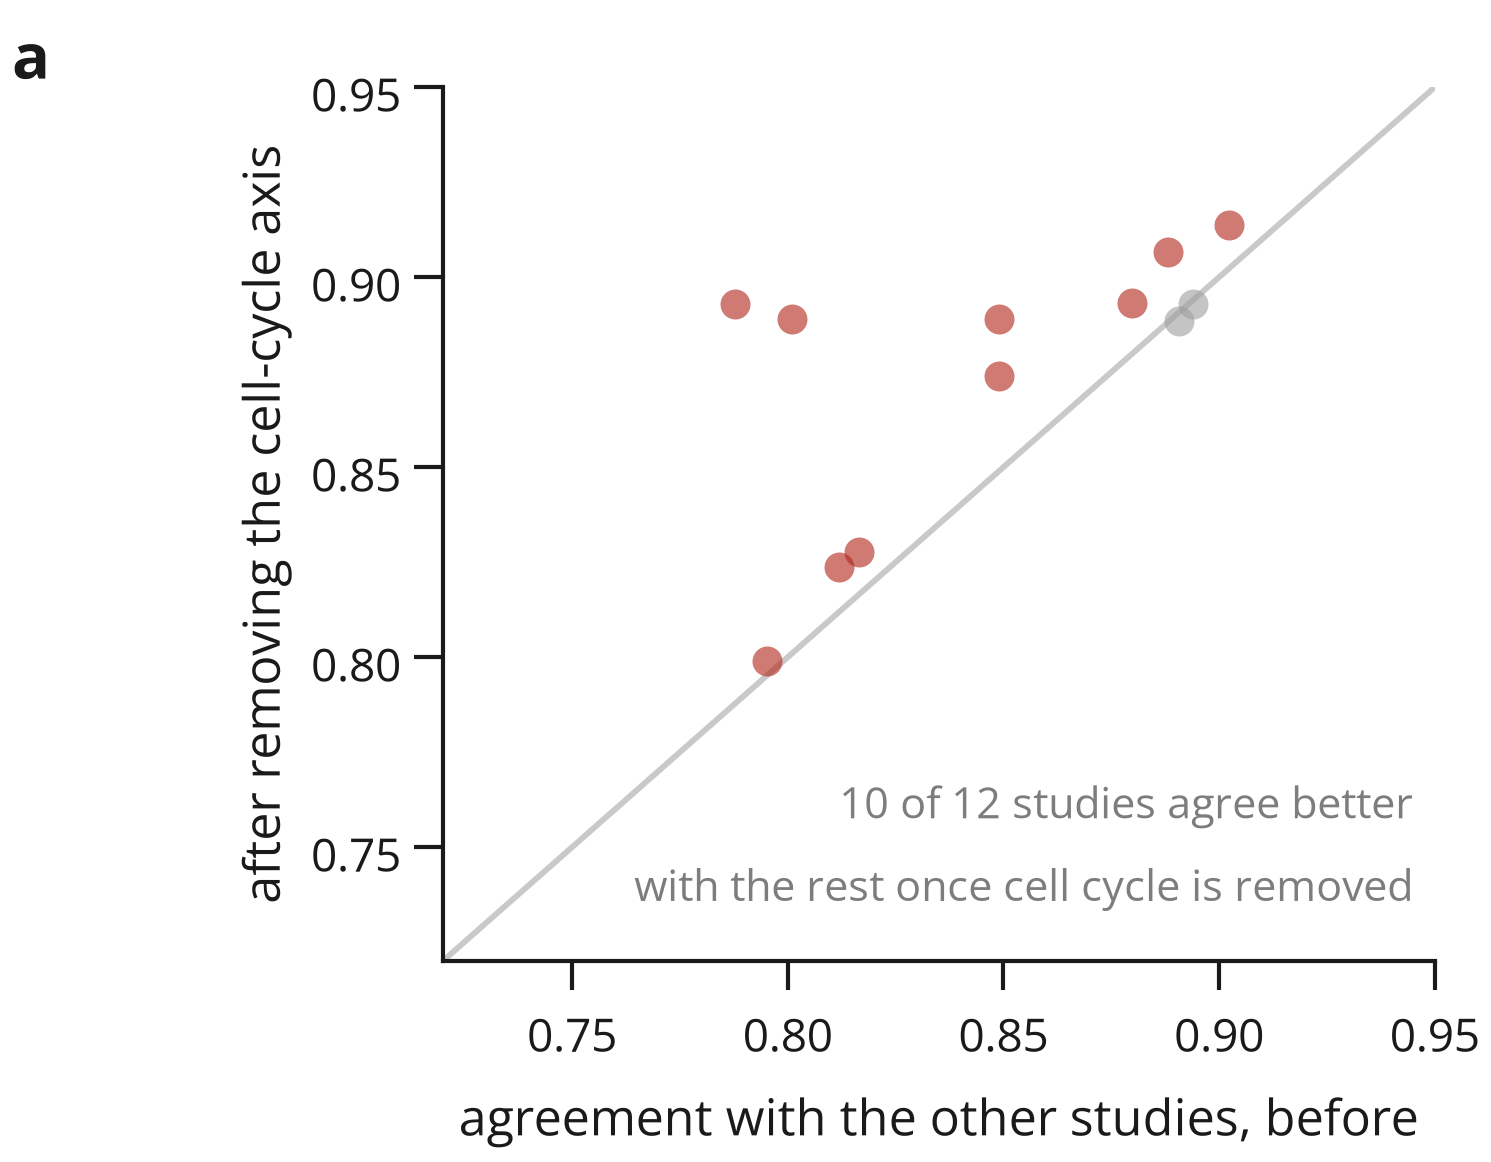 a
0.95
0.90
0.85
0.80
0.75
after removing the cell-cycle axis
10 of 12 studies agree better
with the rest once cell cycle is removed
0.75 0.80 0.85 0.90 0.95
agreement with the other studies, before